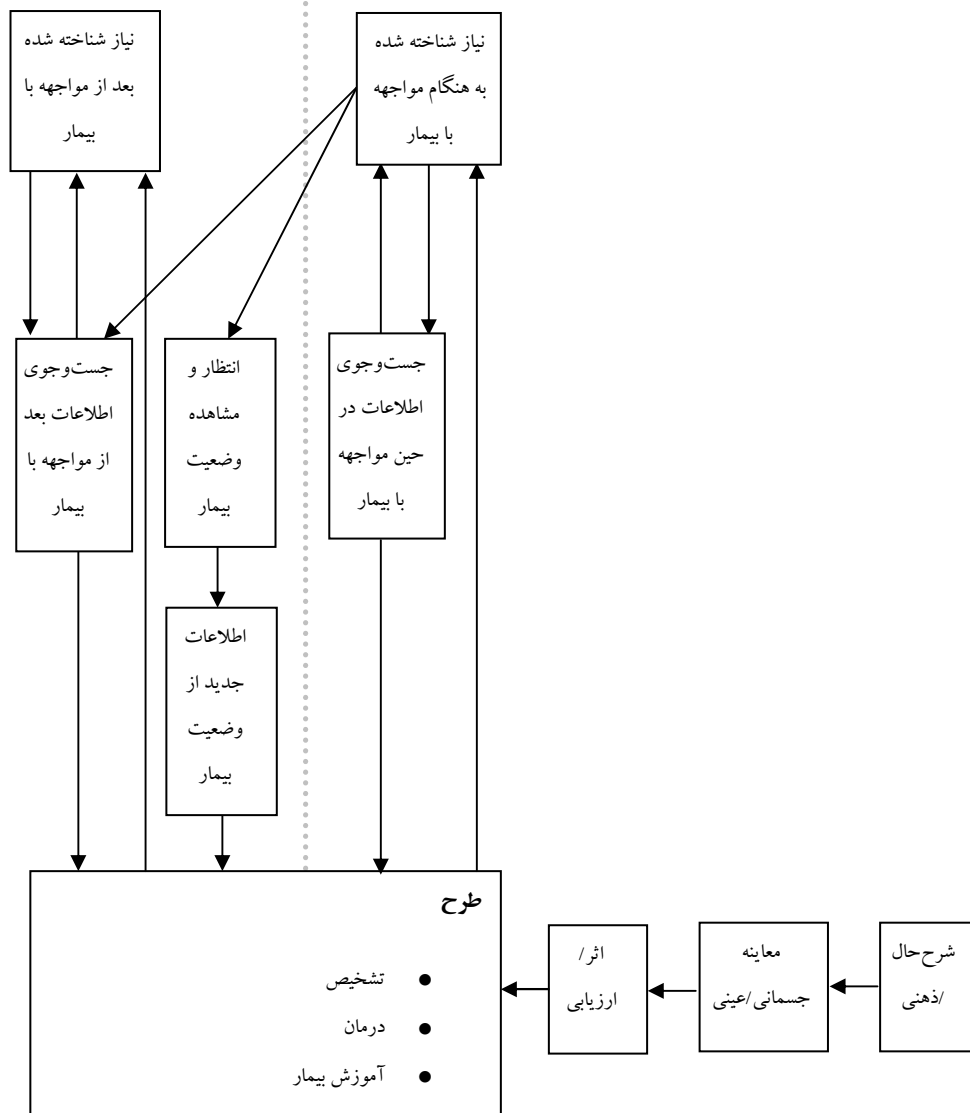 نیاز شناخته شده
به هنگام مواجهه
با بیمار
نیاز شناخته شده
بعد از مواجهه با
بیمار
جست‌وجوی
اطلاعات در
حین مواجهه
با بیمار
انتظار و
مشاهده
وضعیت
بیمار
جست‌وجوی
اطلاعات بعد
از مواجهه با
بیمار
اطلاعات
جدید از
وضعیت
بیمار
شرح‌حال
/ذهنی
معاینه
جسمانی/عینی
اثر/
ارزیابی
طرح
● تشخیص
● درمان
● آموزش بیمار